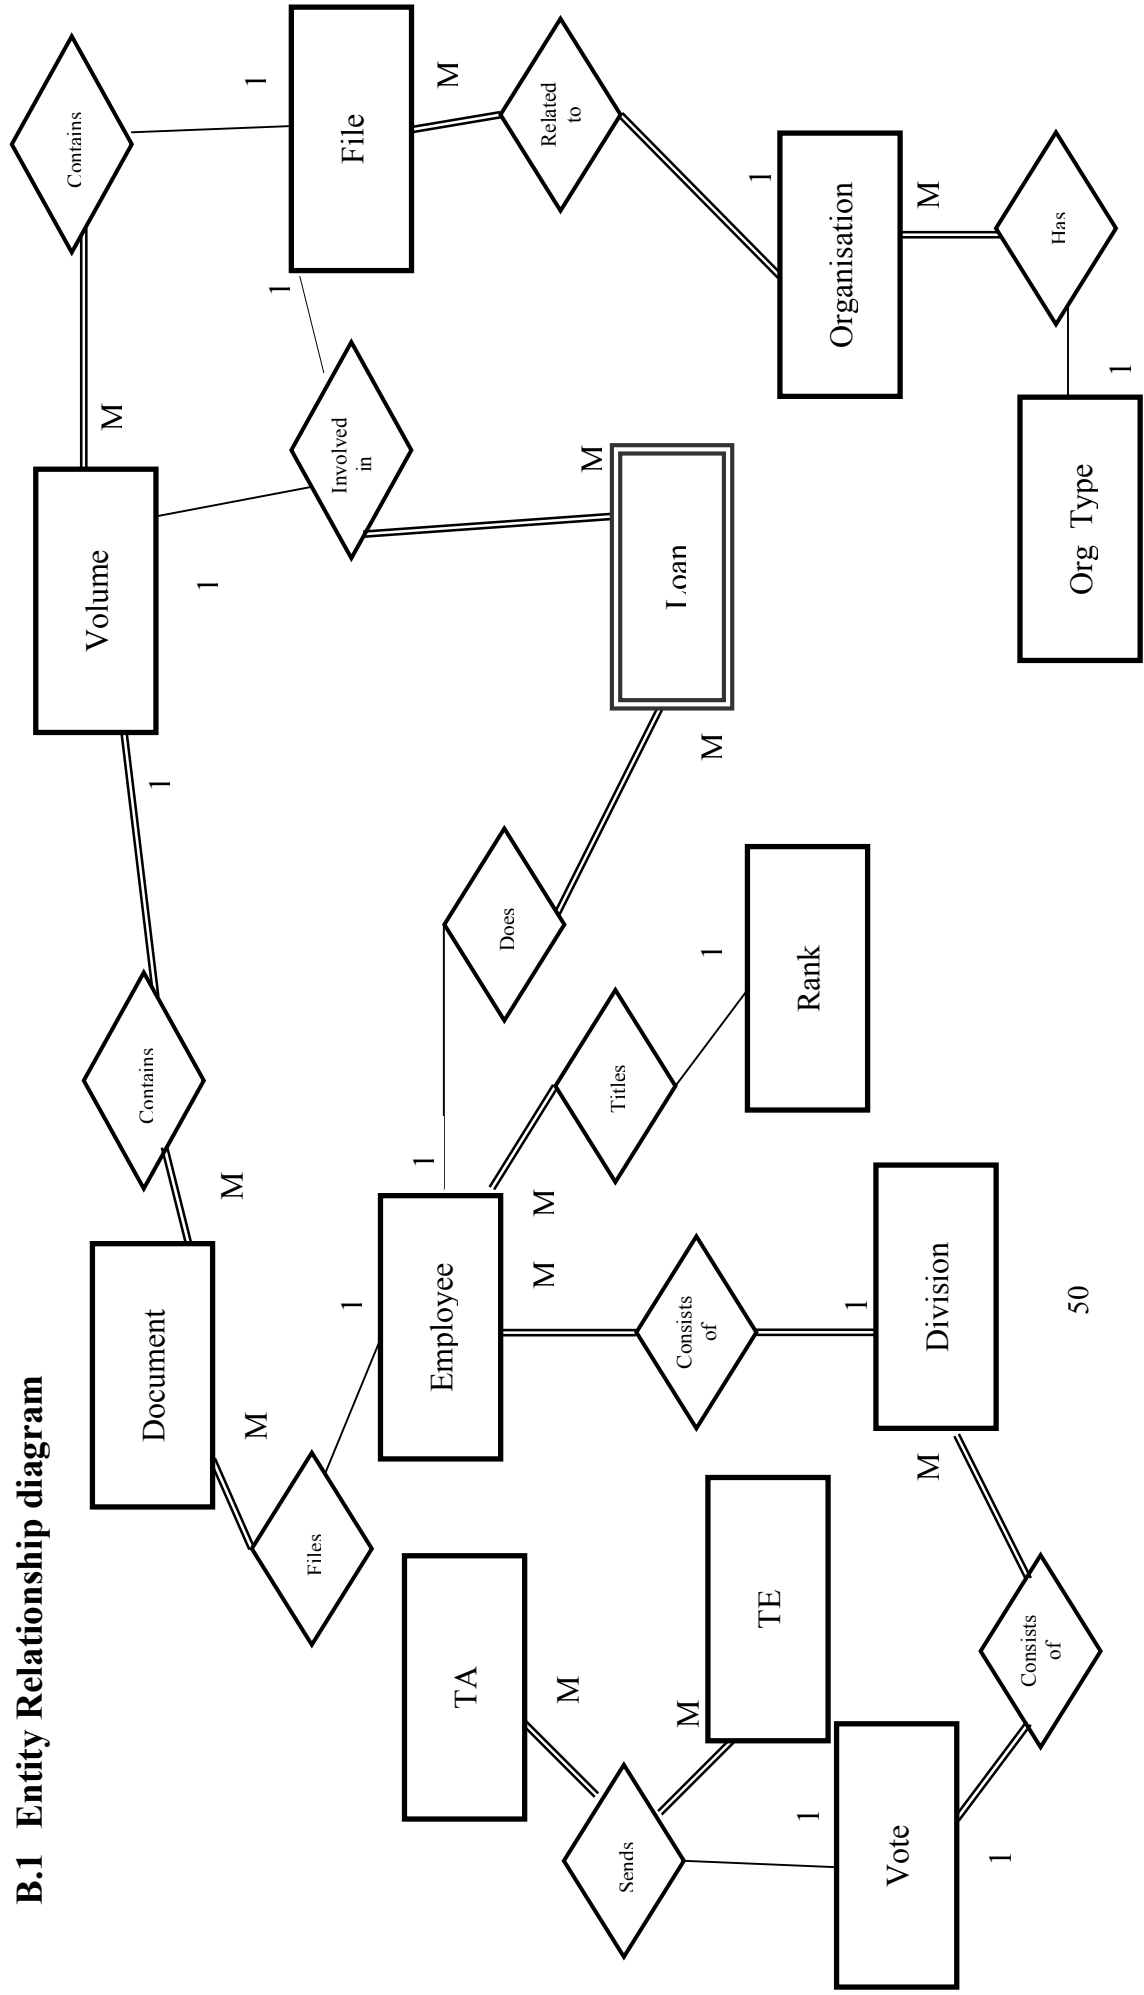 B.1 Entity Relationship diagram
Contains
Volume
M
Contains
Document
1
1
M
M
1
1
Files
Involved
in
1
File
1
Employee
M
TA
Does
M
M
Related
to
M
M
Titles
Sends
Loan
Consists
of
M
1
M
1
TE
1
Rank
Organisation
1
Vote
M
M
Division
1
Consists
of
Has
50
Org Type
1